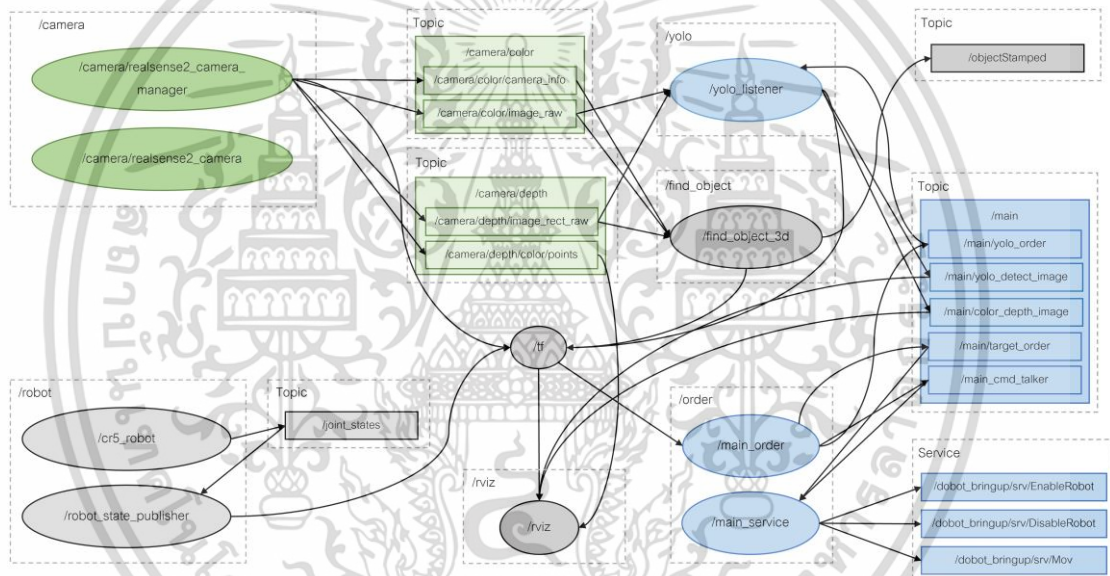 /camera
/camera/realsense2_camera_
manager
/camera/realsense2_camera
Topic
/camera/color
/camera/color/camera_info
/camera/color/image_raw
Topic
/camera/depth
/camera/depth/image_rect_raw
/camera/depth/color/points
/yolo
/yolo_listener
/find_object
/find_object_3d
Topic
/objectStamped
Topic
/main
/main/yolo_order
/main/yolo_detect_image
/main/color_depth_image
/main/target_order
/main_cmd_talker
/tf
/robot
/cr5_robot
/robot_state_publisher
Topic
/joint_states
/rviz
/rviz
/order
/main_order
/main_service
Service
/dobot_bringup/srv/EnableRobot
/dobot_bringup/srv/DisableRobot
/dobot_bringup/srv/Mov